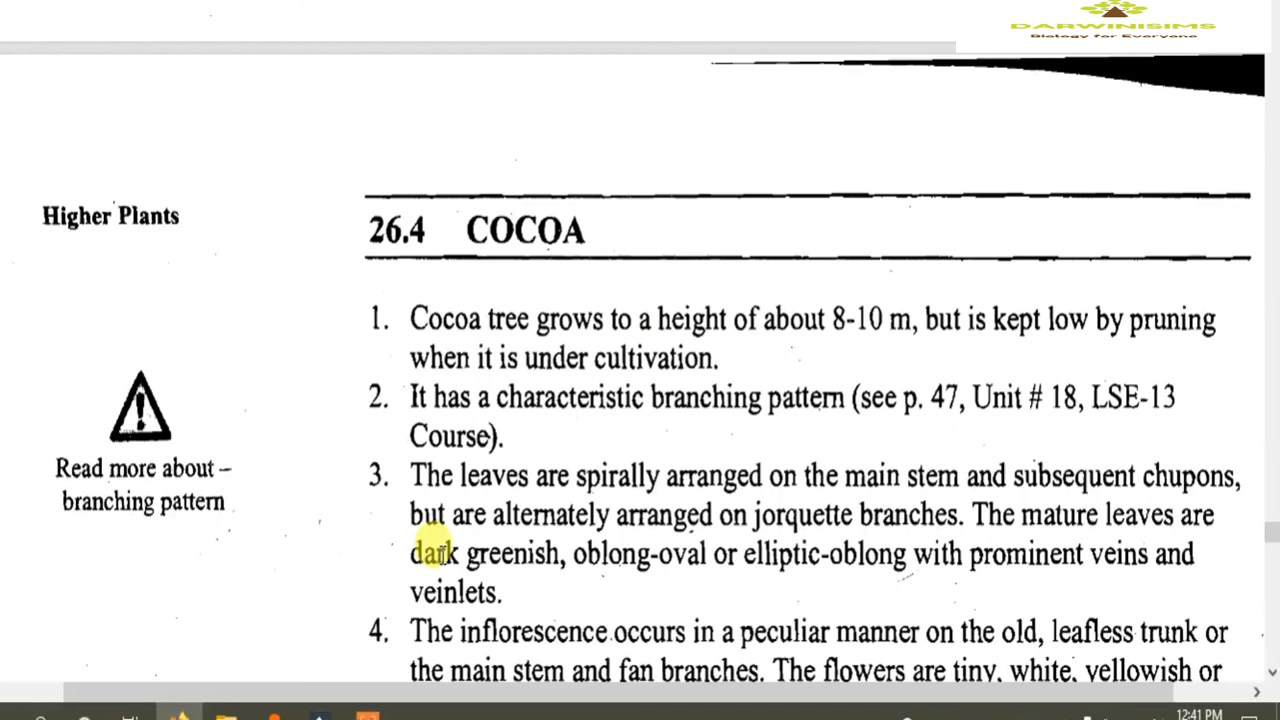 DARWINISIMS
Biology for Everyone
Higher Plants
26.4 COCOA
1. Cocoa tree grows to a height of about 8-10 m, but is kept low by pruning
when it is under cultivation.
2. It has a characteristic branching pattern (see p. 47, Unit # 18, LSE-13
Course).
Read more about –
branching pattern
3. The leaves are spirally arranged on the main stem and subsequent chupons,
but are alternately arranged on jorquette branches. The mature leaves are
dark greenish, oblong-oval or elliptic-oblong with prominent veins and
veinlets.
4. The inflorescence occurs in a peculiar manner on the old, leafless trunk or
the main stem and fan branches. The flowers are tiny, white, yellowish or
12:41 PM